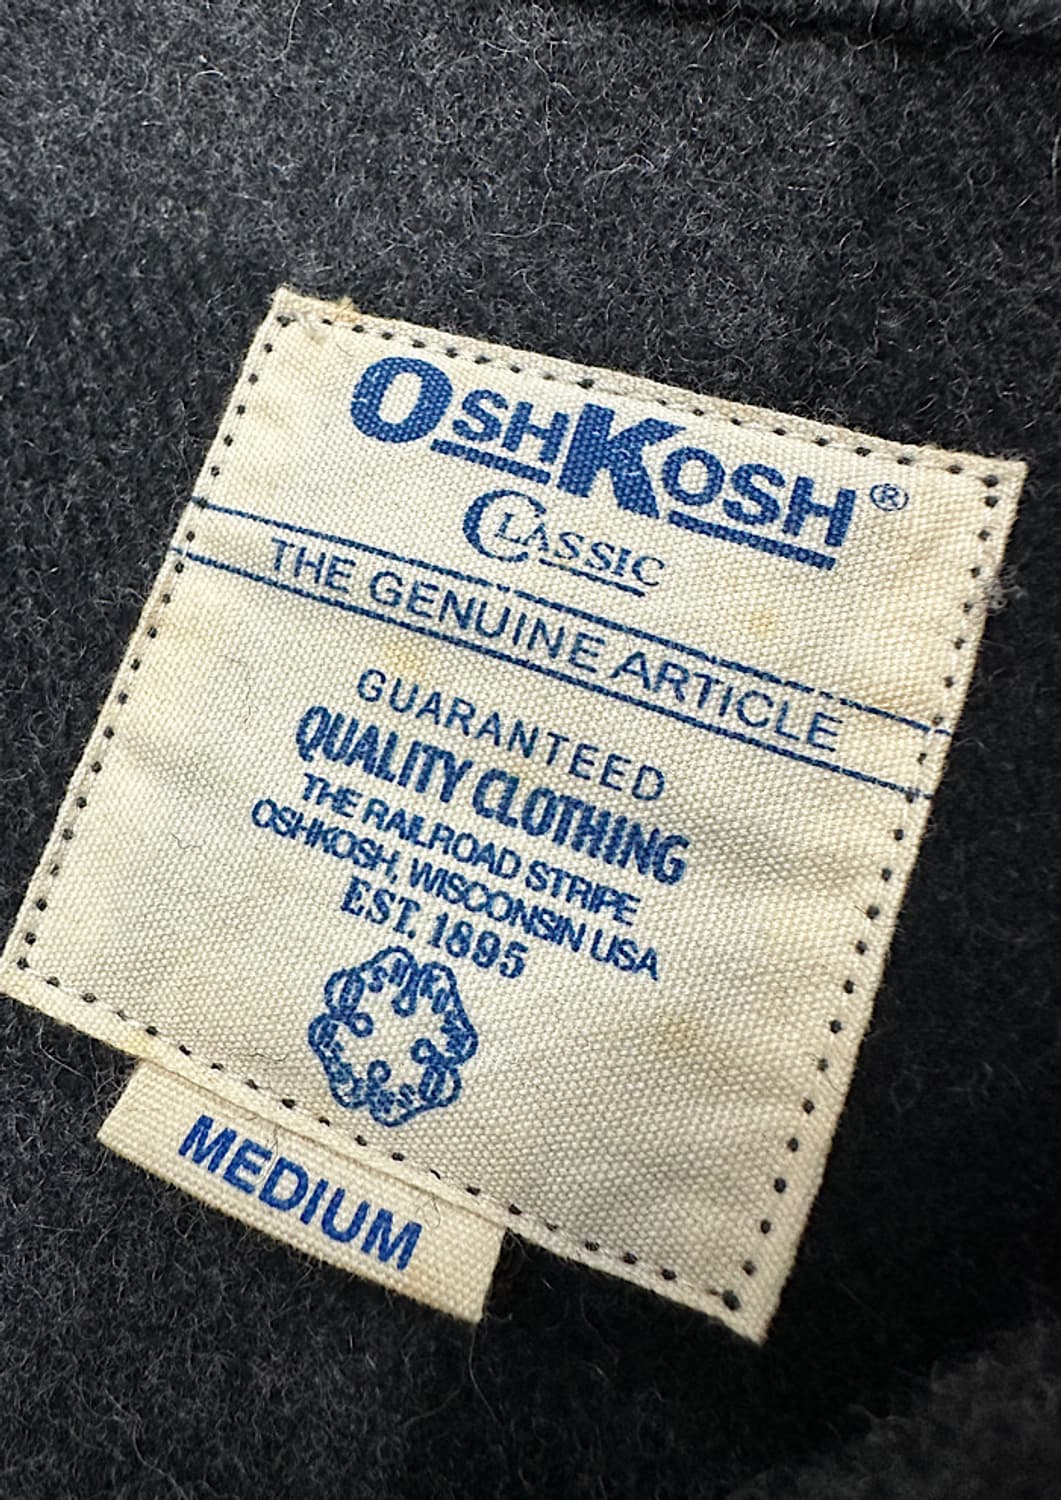 OSHKOSH®
CLASSIC
THE GENUINE ARTICLE
GUARANTEED
QUALITY CLOTHING
THE RAILROAD STRIPE
OSHKOSH, WISCONSIN USA
EST. 1895
MEDIUM